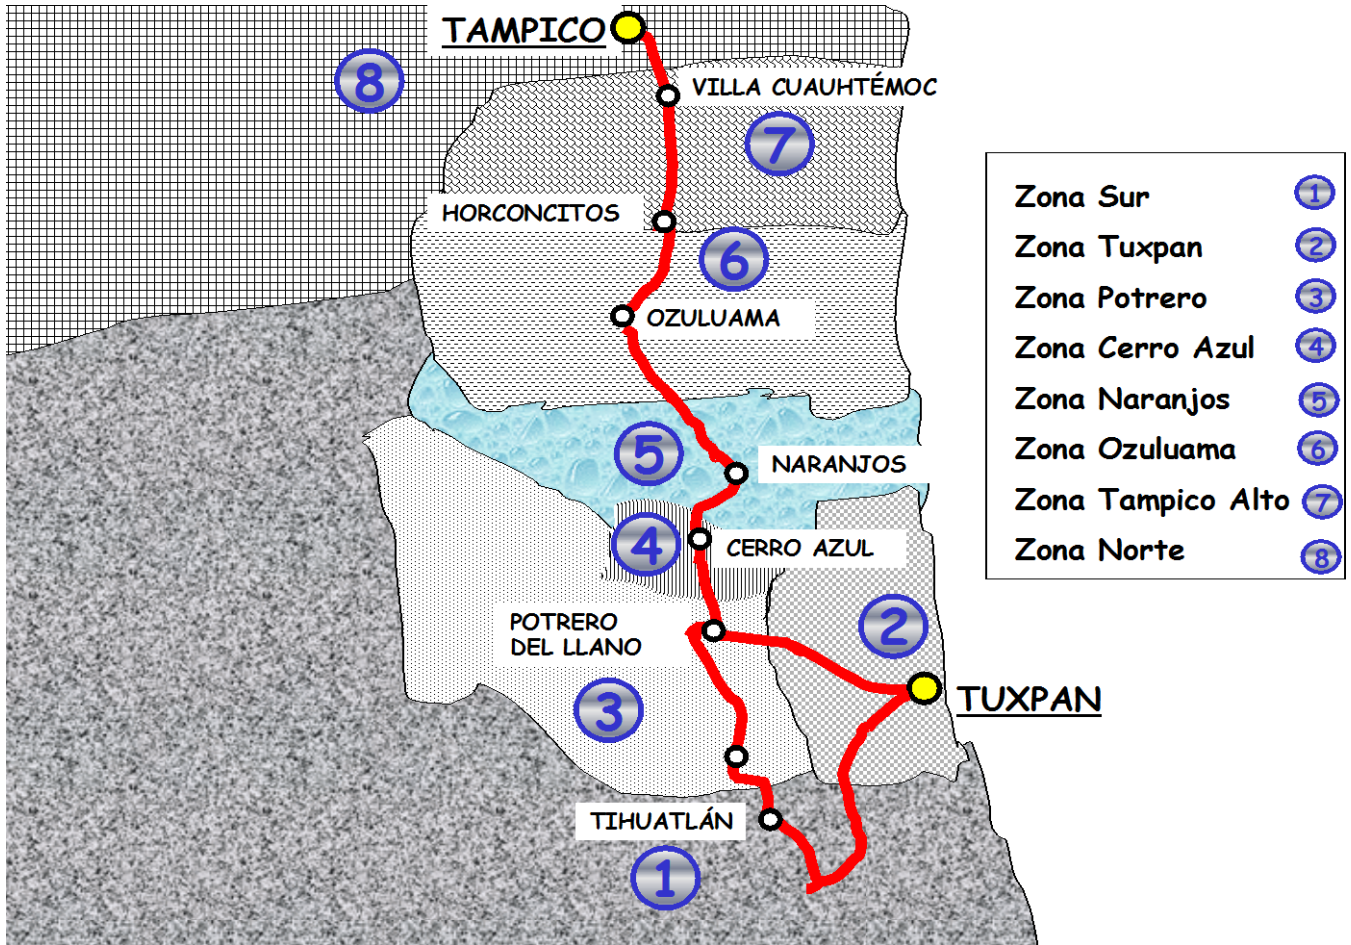 TAMPICO
8
VILLA CUAUHTÉMOC
7
HORCONCITOS
6
OZULUAMA
5
NARANJOS
4
CERRO AZUL
POTRERO
DEL LLANO
2
3
TUXPAN
TIHUATLÁN
1
Zona Sur 1
Zona Tuxpan 2
Zona Potrero 3
Zona Cerro Azul 4
Zona Naranjos 5
Zona Ozuluama 6
Zona Tampico Alto 7
Zona Norte 8